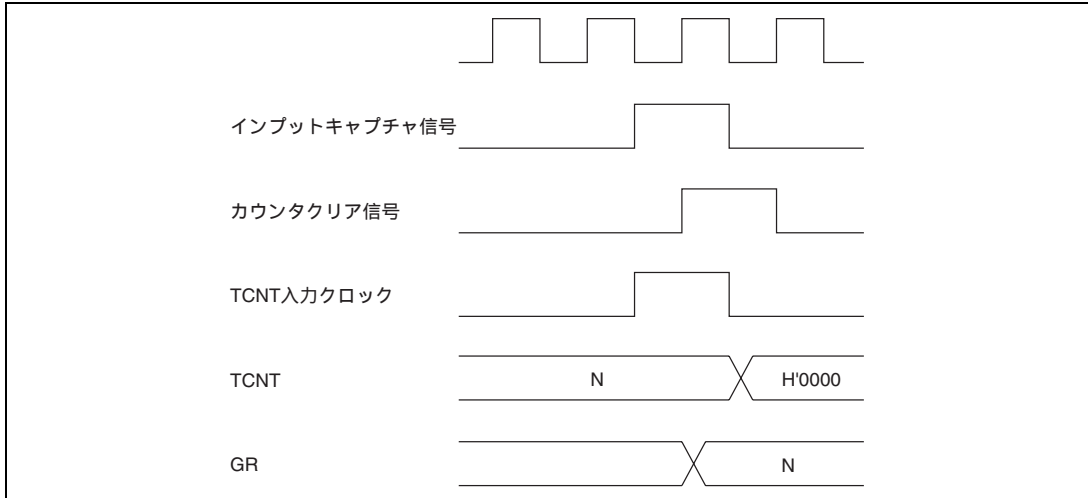 インプットキャプチャ信号
カウンタクリア信号
TCNT入力クロック
TCNT N H'0000
GR N